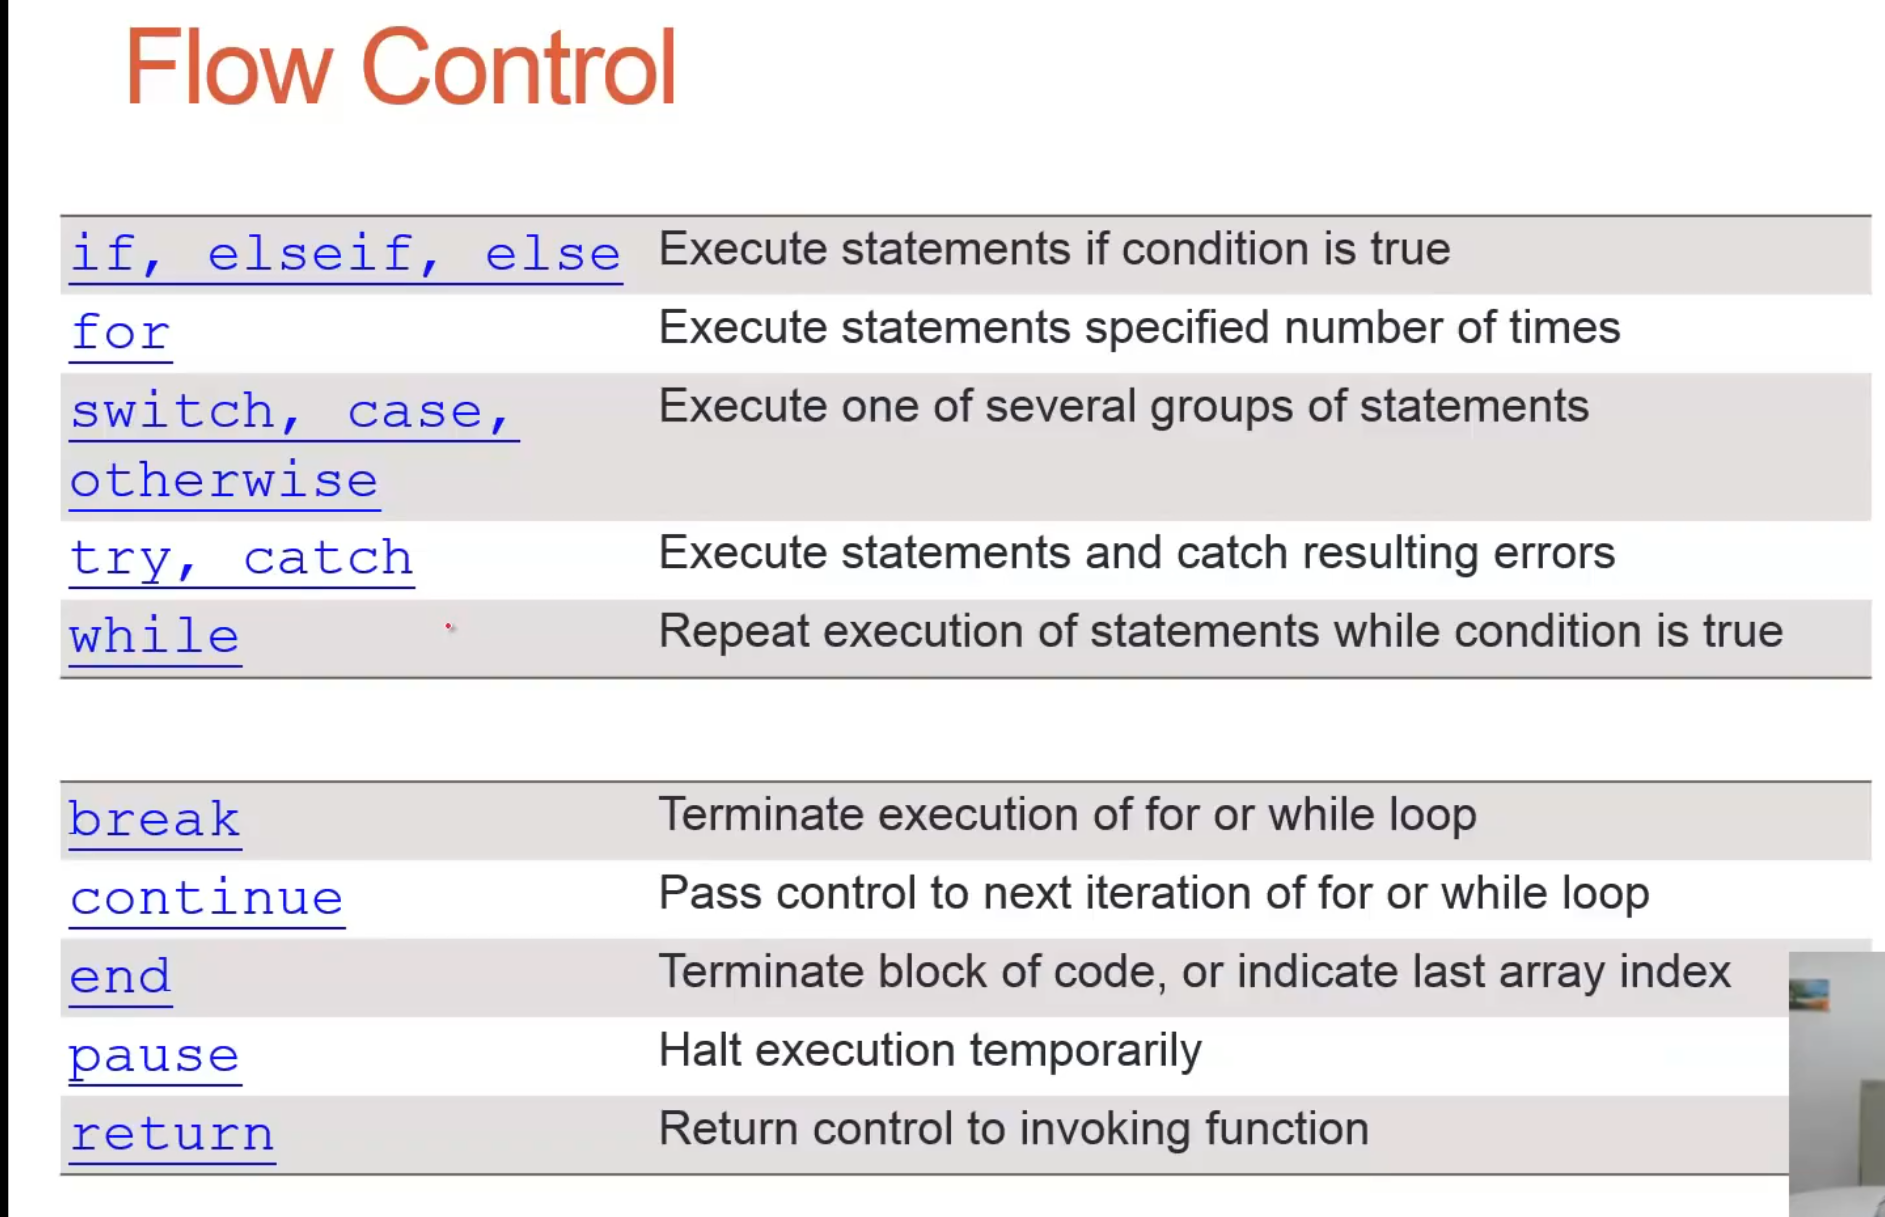 Flow Control
if, elseif, else Execute statements if condition is true
for Execute statements specified number of times
switch, case, Execute one of several groups of statements
otherwise
try, catch Execute statements and catch resulting errors
while Repeat execution of statements while condition is true
break Terminate execution of for or while loop
continue Pass control to next iteration of for or while loop
end Terminate block of code, or indicate last array index
pause Halt execution temporarily
return Return control to invoking function